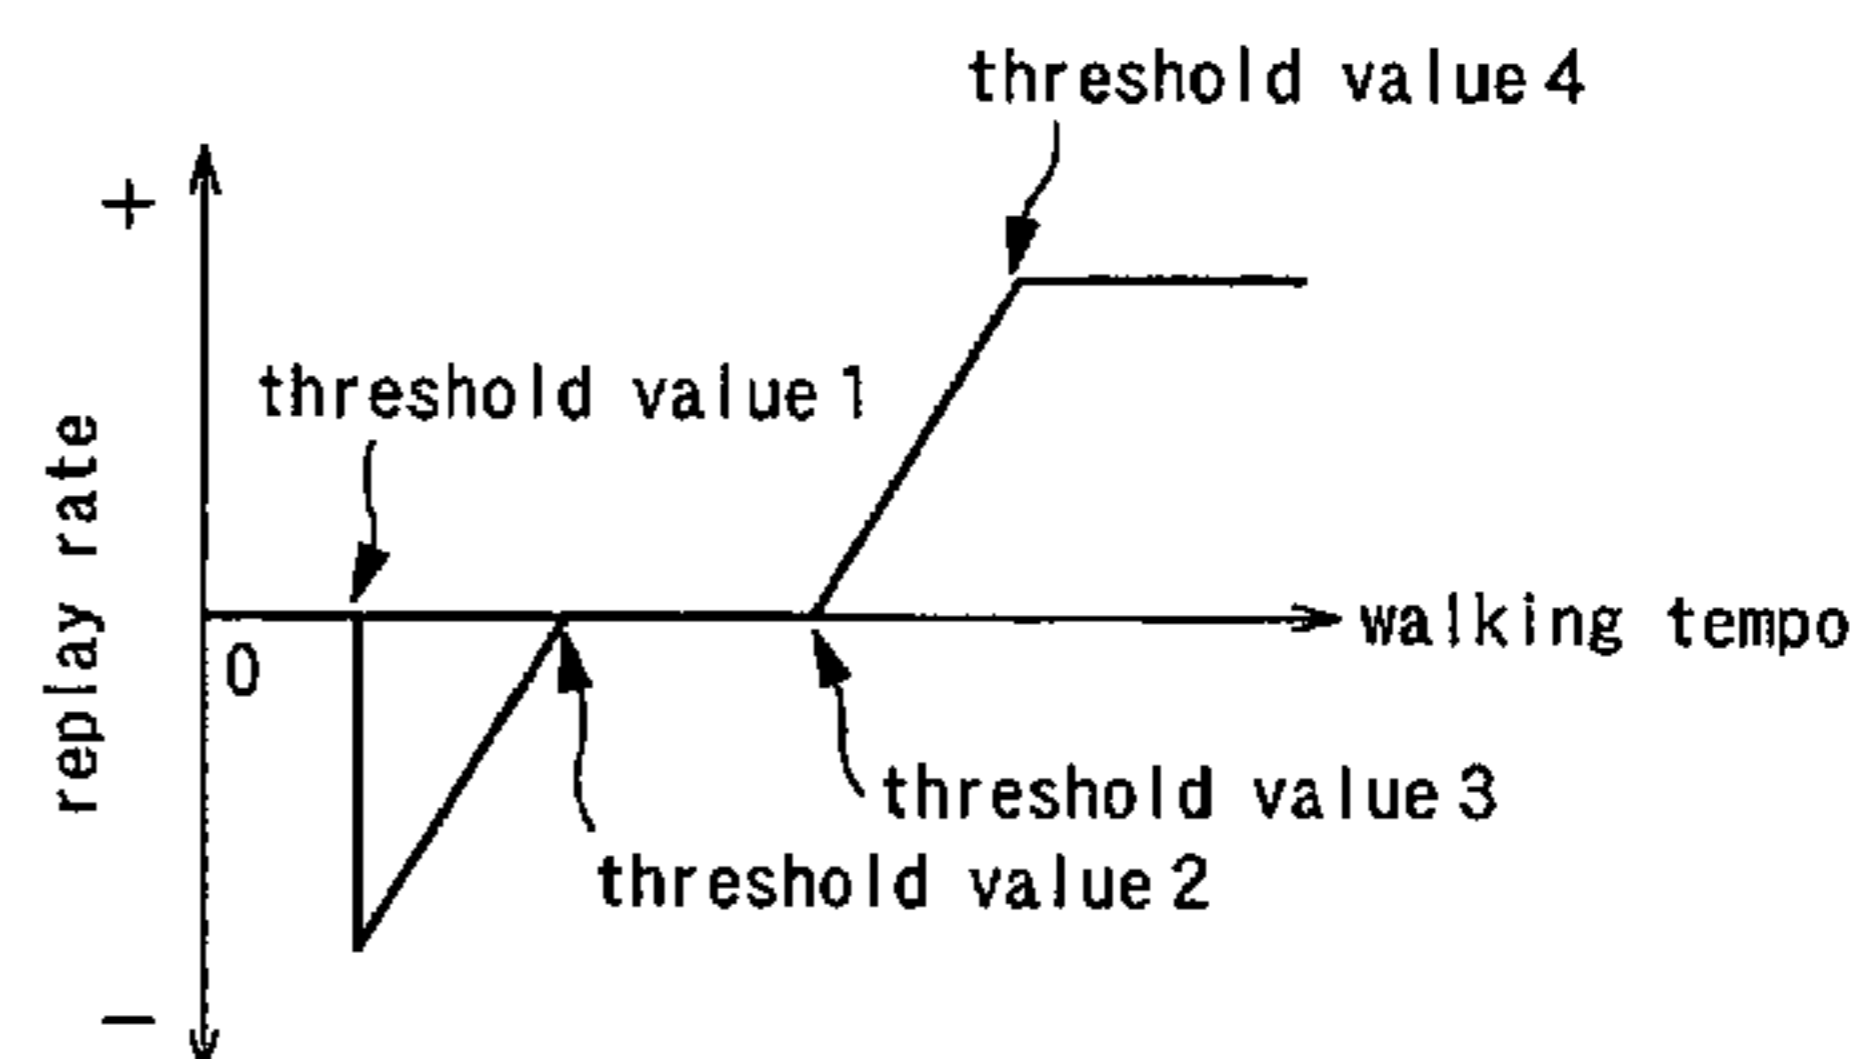 threshold value 4
+
threshold value 1
replay rate
0
walking tempo
threshold value 3
threshold value 2
−